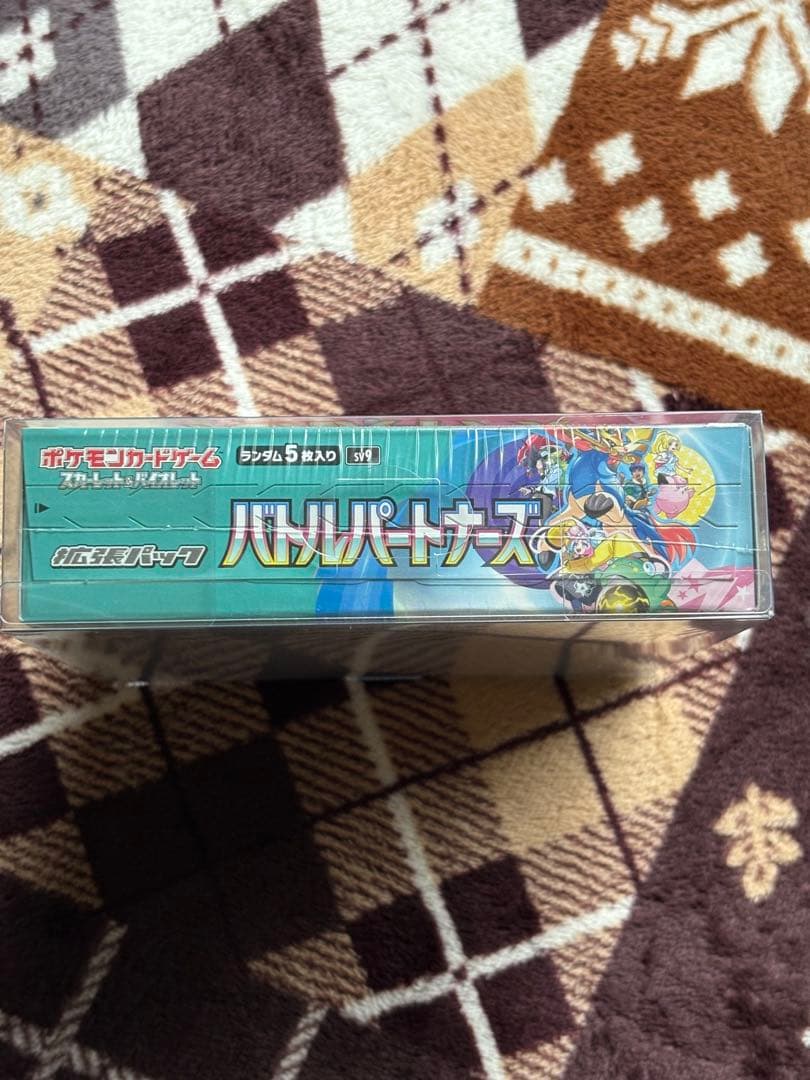 ポケモンカードゲーム
スカーレット&バイオレット
ランダム5枚入り
SV9
拡張パック
バトルパートナーズ